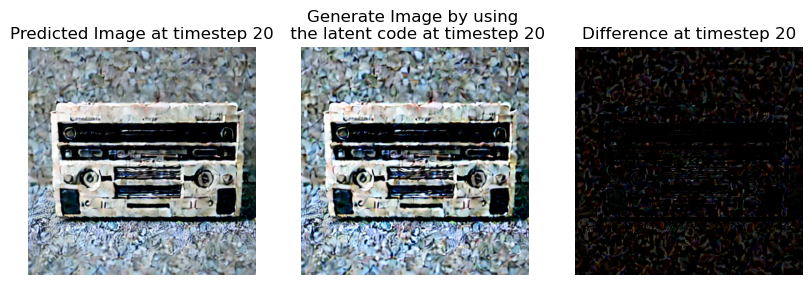 Predicted Image at timestep 20
Generate Image by using
the latent code at timestep 20
Difference at timestep 20